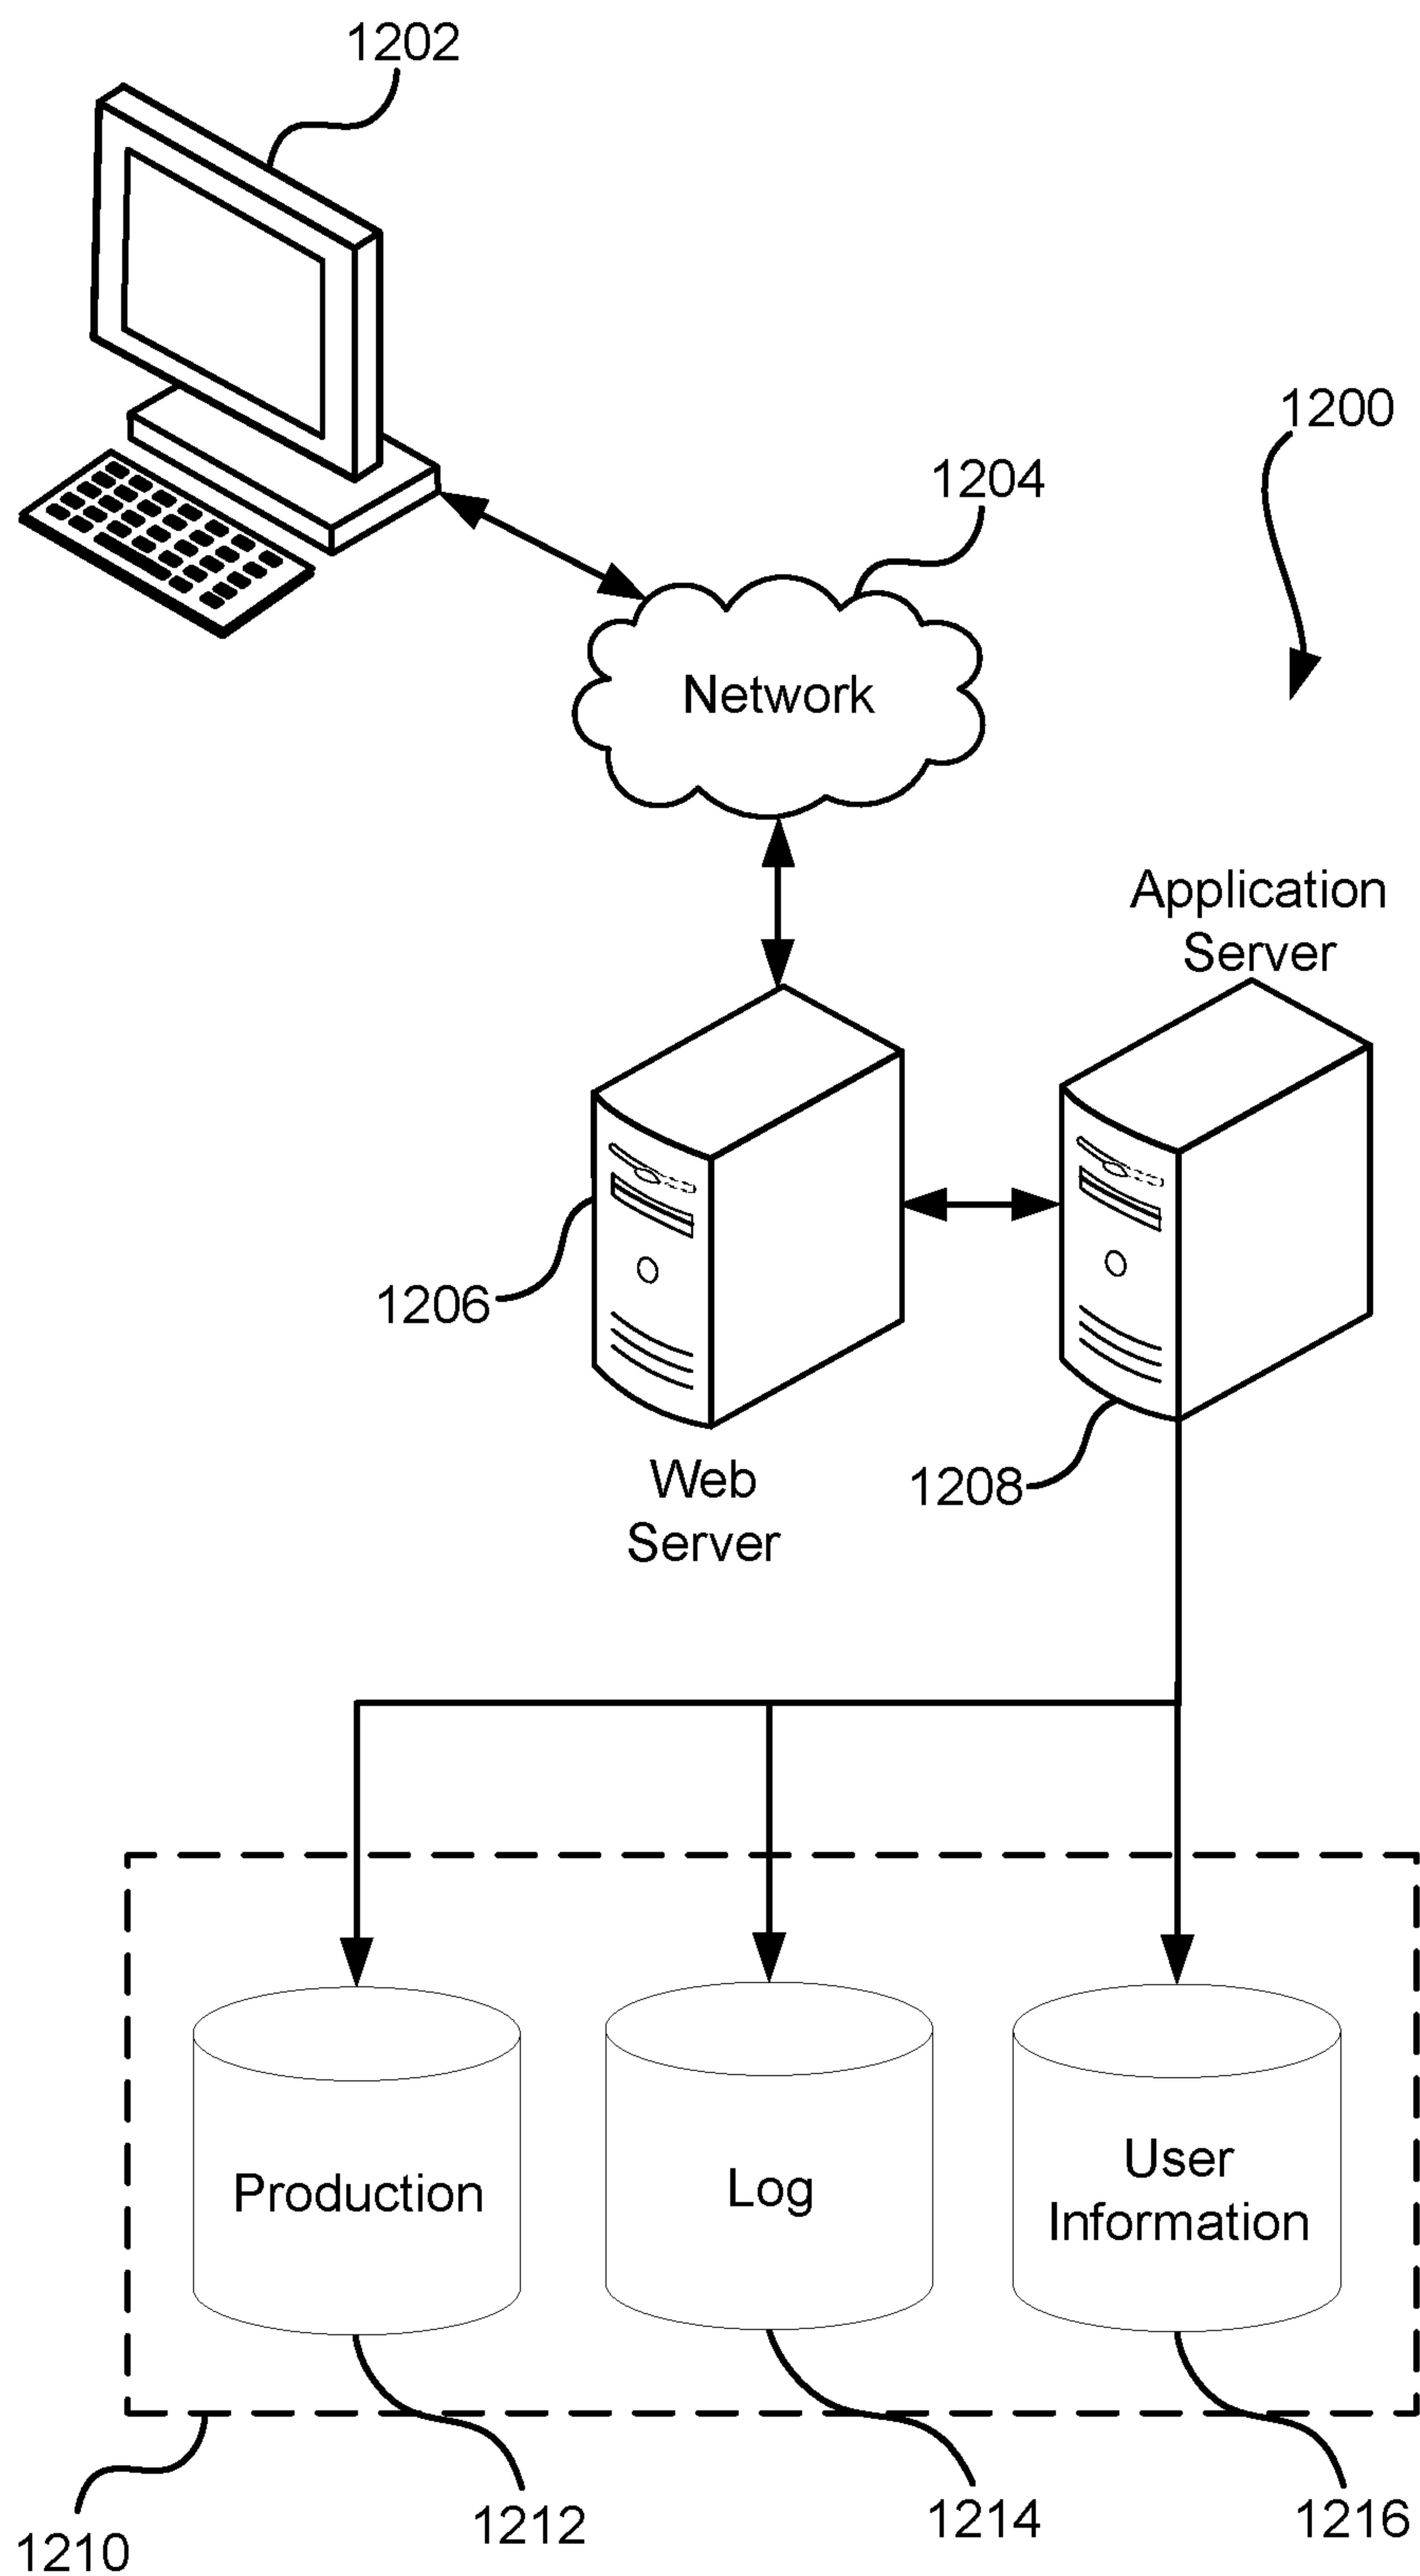 1202
1200
1204
Network
Application
Server
1206
Web
Server
1208
Production
Log
User
Information
1210
1212
1214
1216